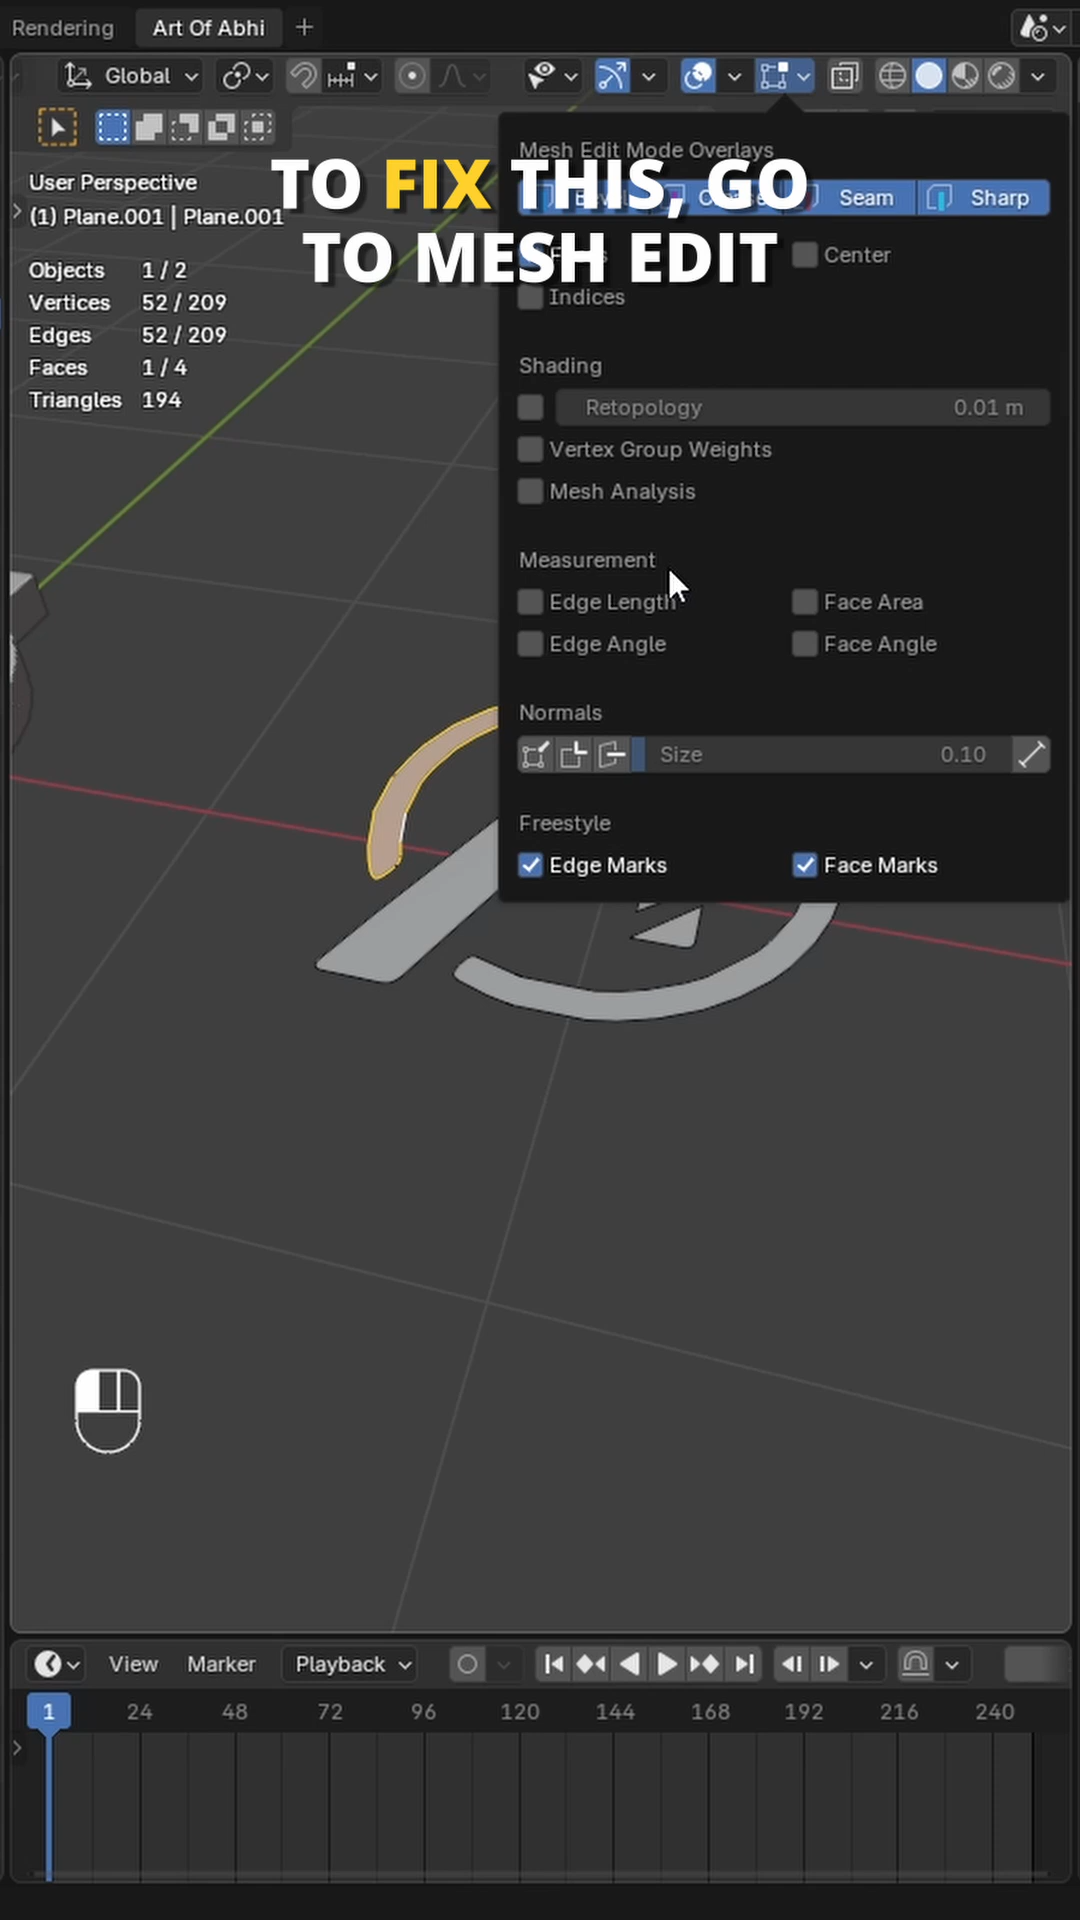 Rendering
Art Of Abhi
Global
Mesh Edit Mode Overlays
TO FIX THIS, GO
TO MESH EDIT
Seam
Sharp
Center
Indices
User Perspective
(1) Plane.001 | Plane.001
Objects 1 / 2
Vertices 52 / 209
Edges 52 / 209
Faces 1 / 4
Triangles 194
Shading
Retopology 0.01 m
Vertex Group Weights
Mesh Analysis
Measurement
Edge Length
Face Area
Edge Angle
Face Angle
Normals
Size 0.10
Freestyle
Edge Marks
Face Marks
View
Marker
Playback
1 24 48 72 96 120 144 168 192 216 240